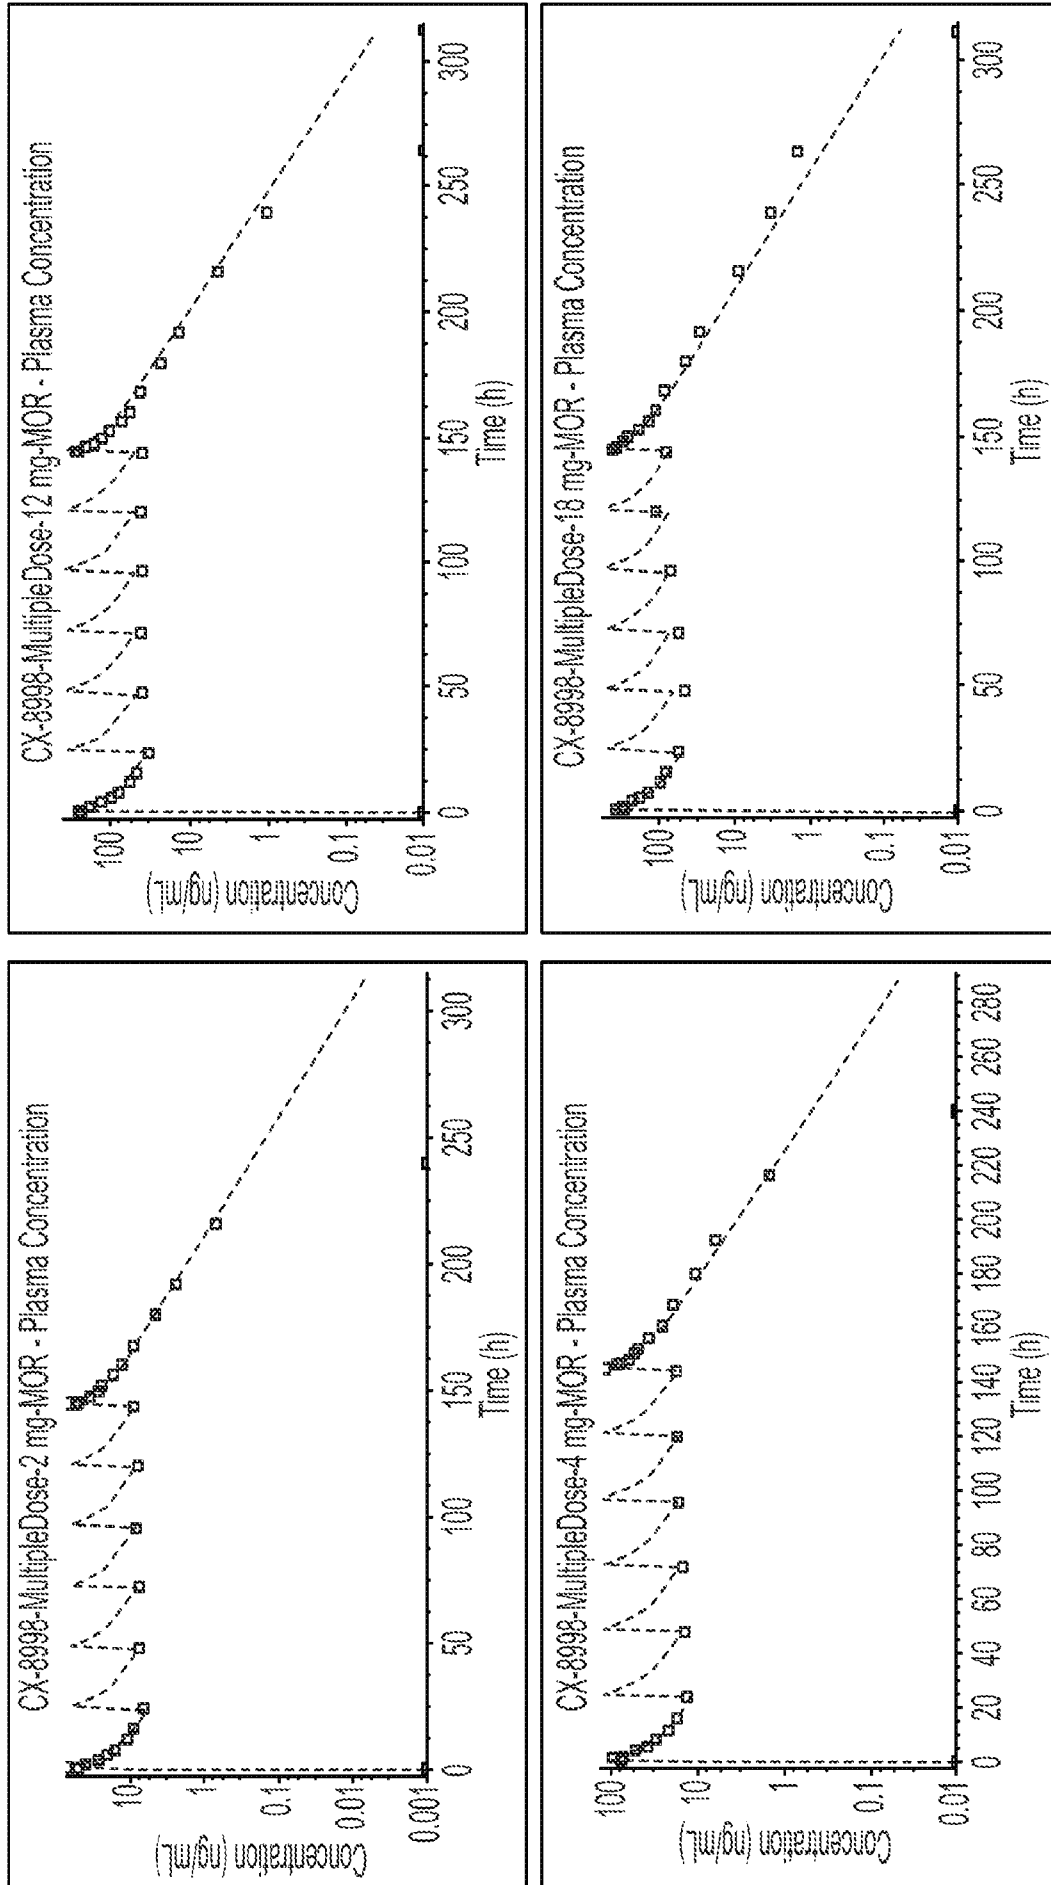 CX-8998-MultipleDose-2 mg-MOR - Plasma Concentration
Concentration (ng/mL)
10
1
0.1
0.01
0.001
0 50 100 150 200 250 300
Time (h)
CX-8998-MultipleDose-12 mg-MOR - Plasma Concentration
Concentration (ng/mL)
100
10
1
0.1
0.01
0 50 100 150 200 250 300
Time (h)
CX-8998-MultipleDose-4 mg-MOR - Plasma Concentration
Concentration (ng/mL)
100
10
1
0.1
0.01
0 20 40 60 80 100 120 140 160 180 200 220 240 260 280
Time (h)
CX-8998-MultipleDose-18 mg-MOR - Plasma Concentration
Concentration (ng/mL)
100
10
1
0.1
0.01
0 50 100 150 200 250 300
Time (h)